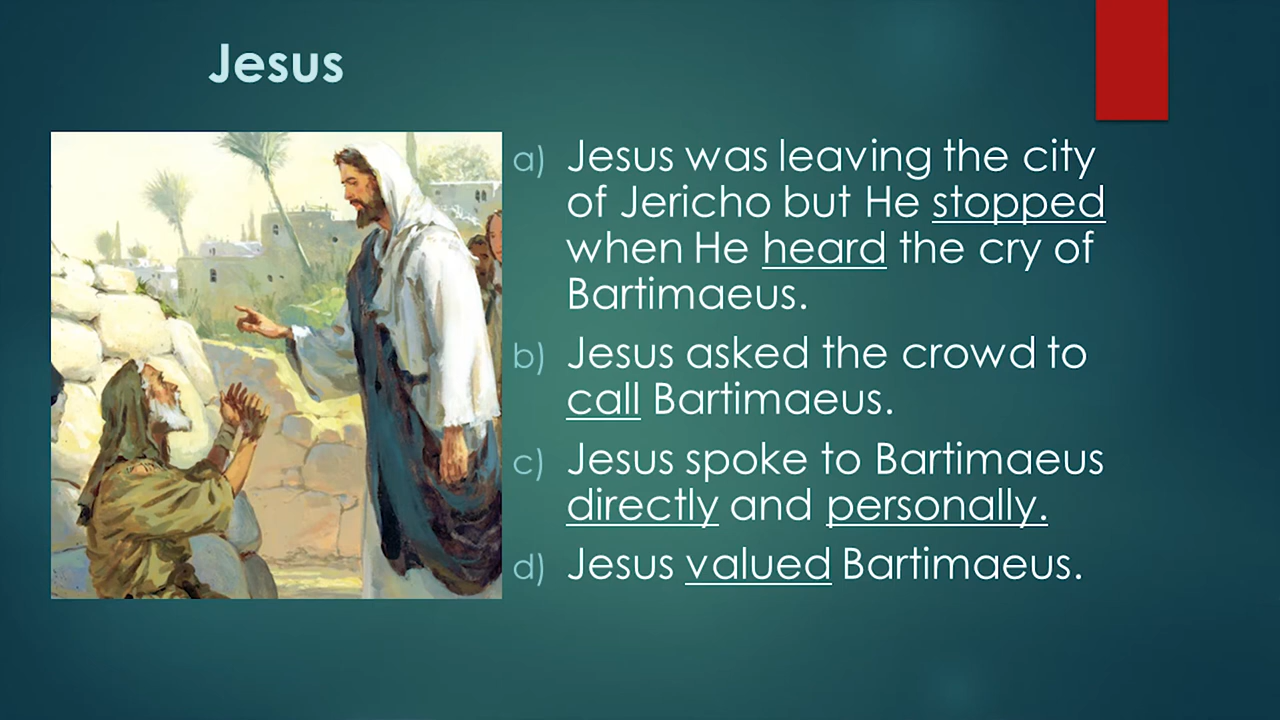 Jesus
a) Jesus was leaving the city
of Jericho but He stopped
when He heard the cry of
Bartimaeus.
b) Jesus asked the crowd to
call Bartimaeus.
c) Jesus spoke to Bartimaeus
directly and personally.
d) Jesus valued Bartimaeus.